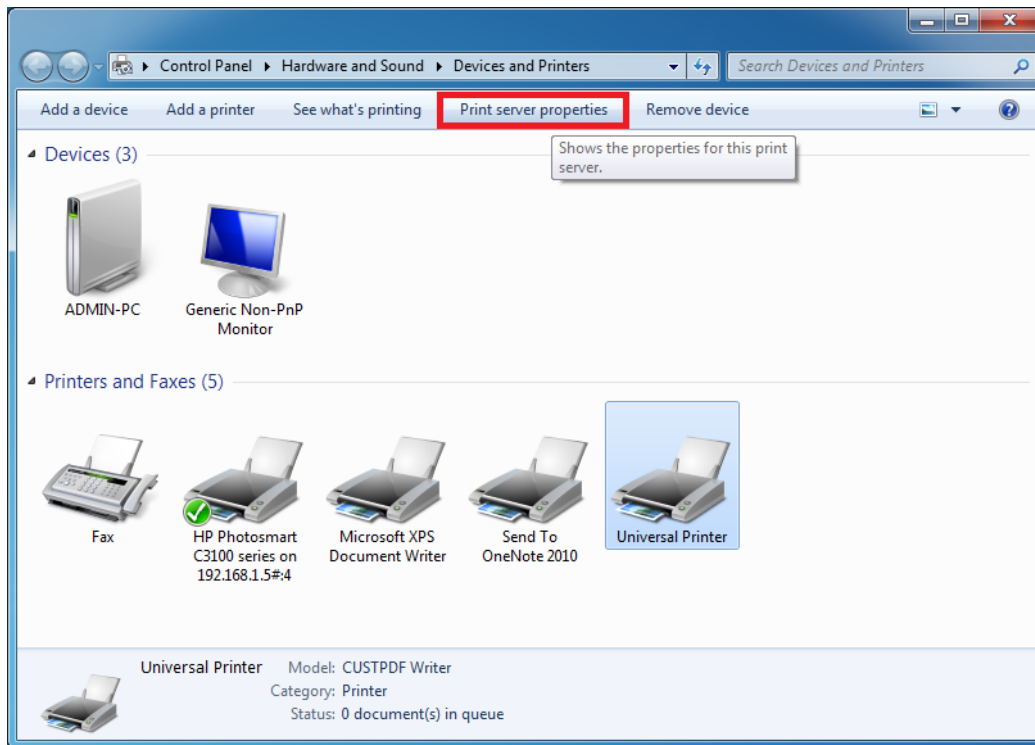 Control Panel Hardware and Sound Devices and Printers
Search Devices and Printers
Add a device Add a printer See what's printing Print server properties Remove device
Shows the properties for this print
server.
Devices (3)
ADMIN-PC
Generic Non-PnP
Monitor
Printers and Faxes (5)
Fax
HP Photosmart
C3100 series on
192.168.1.5#:4
Microsoft XPS
Document Writer
Send To
OneNote 2010
Universal Printer
Universal Printer Model: CUSTPDF Writer
Category: Printer
Status: 0 document(s) in queue